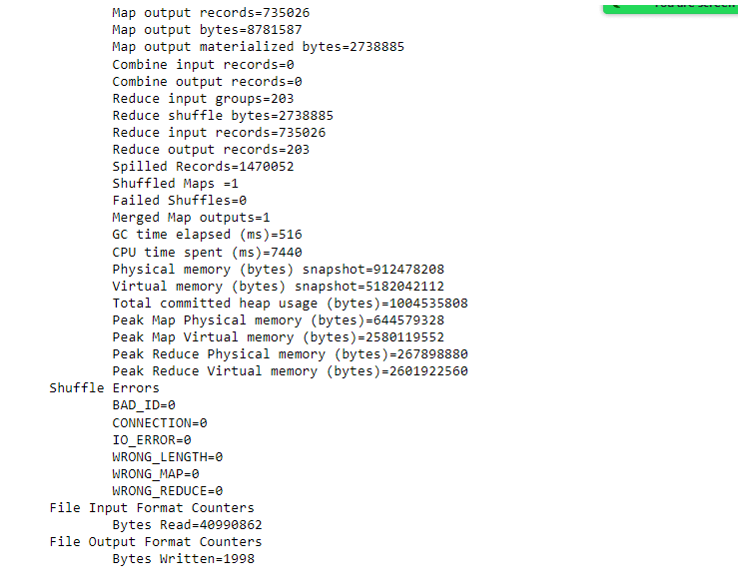 Map output records=735026
Map output bytes=8781587
Map output materialized bytes=2738885
Combine input records=0
Combine output records=0
Reduce input groups=203
Reduce shuffle bytes=2738885
Reduce input records=735026
Reduce output records=203
Spilled Records=1470052
Shuffled Maps =1
Failed Shuffles=0
Merged Map outputs=1
GC time elapsed (ms)=516
CPU time spent (ms)=7440
Physical memory (bytes) snapshot=912478208
Virtual memory (bytes) snapshot=5182042112
Total committed heap usage (bytes)=1004535808
Peak Map Physical memory (bytes)=644579328
Peak Map Virtual memory (bytes)=2580119552
Peak Reduce Physical memory (bytes)=267898880
Peak Reduce Virtual memory (bytes)=2601922560
Shuffle Errors
BAD_ID=0
CONNECTION=0
IO_ERROR=0
WRONG_LENGTH=0
WRONG_MAP=0
WRONG_REDUCE=0
File Input Format Counters
Bytes Read=40990862
File Output Format Counters
Bytes Written=1998